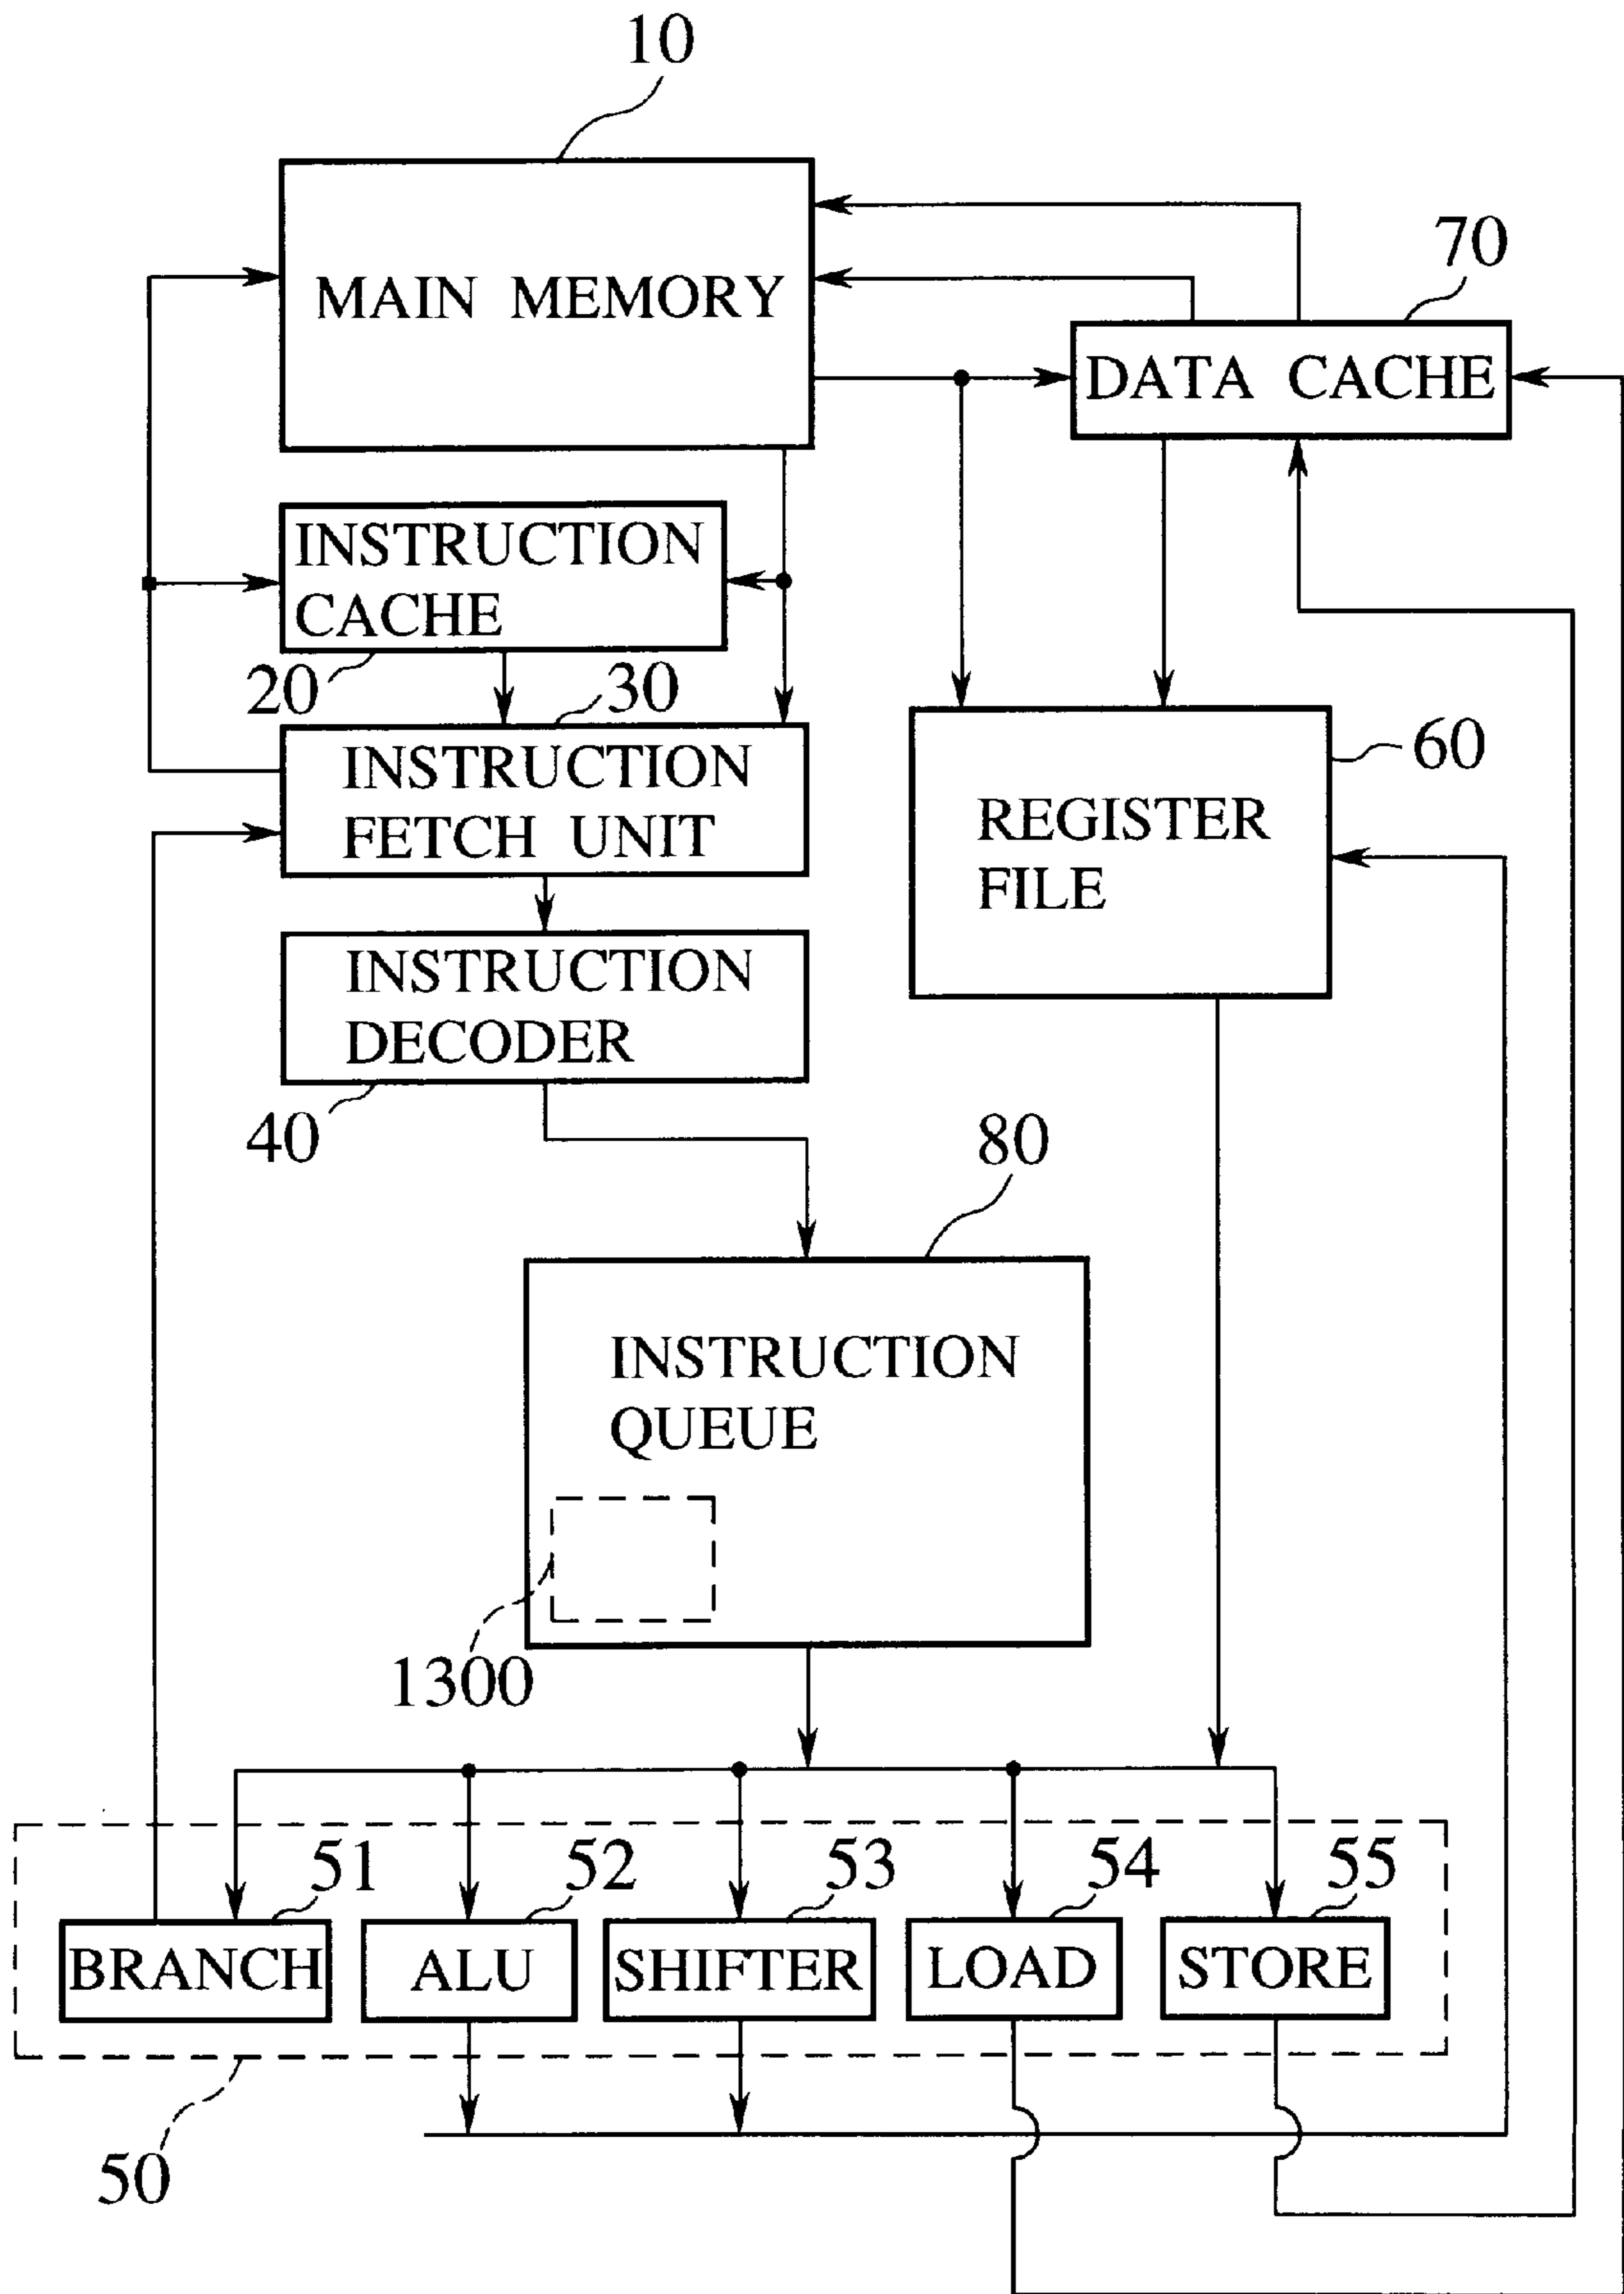 10
MAIN MEMORY
70
DATA CACHE
INSTRUCTION
CACHE
20
30
INSTRUCTION
FETCH UNIT
60
REGISTER
FILE
INSTRUCTION
DECODER
40
80
INSTRUCTION
QUEUE
1300
51
52
53
54
55
BRANCH
ALU
SHIFTER
LOAD
STORE
50